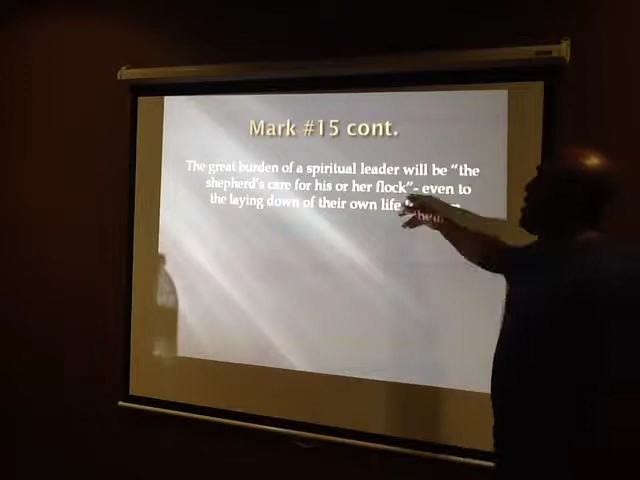 Mark #15 cont.
The great burden of a spiritual leader will be “the
shepherd’s care for his or her flock”- even to
the laying down of their own life